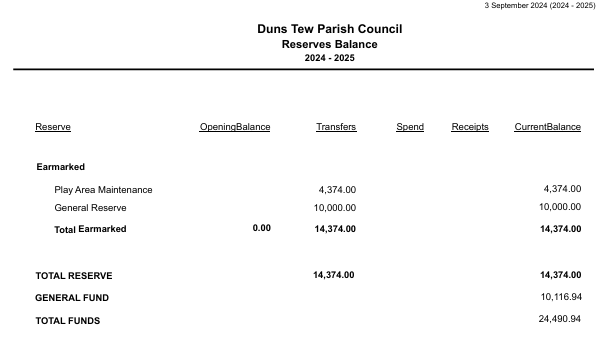 3 September 2024 (2024 - 2025)
Duns Tew Parish Council
Reserves Balance
2024 - 2025
Reserve OpeningBalance Transfers Spend Receipts CurrentBalance
Earmarked
Play Area Maintenance 4,374.00 4,374.00
General Reserve 10,000.00 10,000.00
Total Earmarked 0.00 14,374.00 14,374.00
TOTAL RESERVE 14,374.00 14,374.00
GENERAL FUND 10,116.94
TOTAL FUNDS 24,490.94